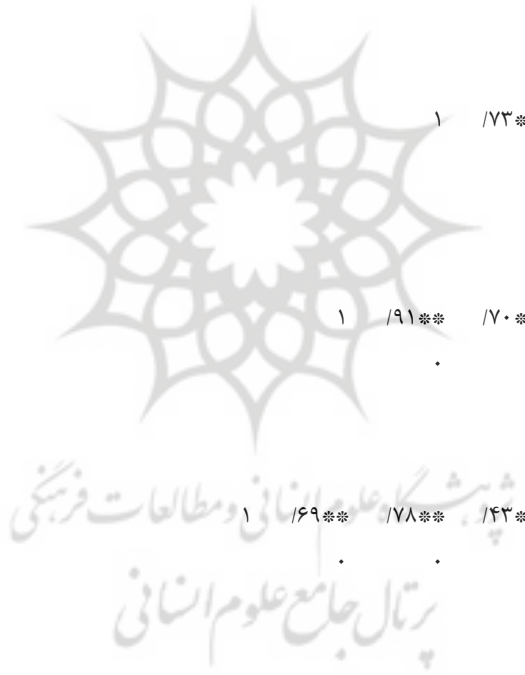 *۷۳/ ۱
*۷۰/ **۹۱/ ۱
۰
*۴۳/ **۷۸/ **۶۹/ ۱
۰ ۰
پژوهشگاه علوم انسانی و مطالعات فرهنگی
پرتال جامع علوم انسانی